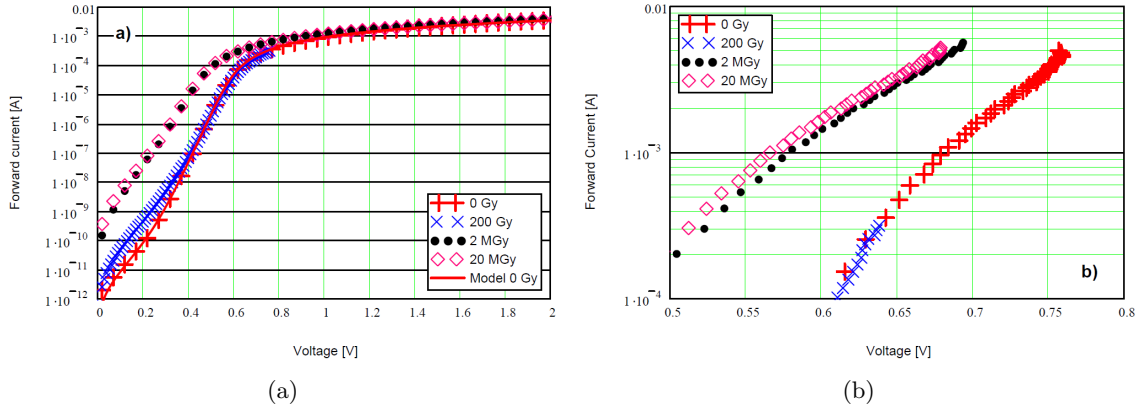 0.01
1·10⁻³
1·10⁻⁴
1·10⁻⁵
1·10⁻⁶
1·10⁻⁷
1·10⁻⁸
1·10⁻⁹
1·10⁻¹⁰
1·10⁻¹¹
1·10⁻¹²
Forward current [A]
a)
0 Gy
200 Gy
2 MGy
20 MGy
Model 0 Gy
0 0.2 0.4 0.6 0.8 1 1.2 1.4 1.6 1.8 2
Voltage [V]
(a)
0.01
1·10⁻³
1·10⁻⁴
Forward Current [A]
0 Gy
200 Gy
2 MGy
20 MGy
b)
0.5 0.55 0.6 0.65 0.7 0.75 0.8
Voltage [V]
(b)